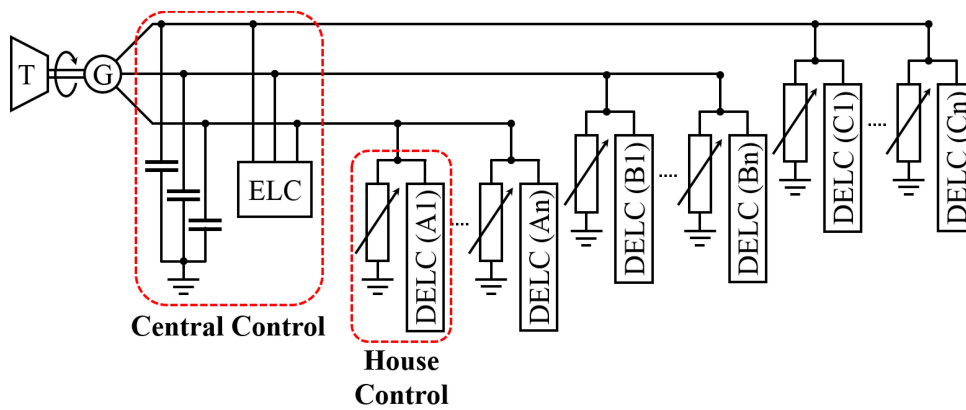 T
G
ELC
DELC (A1)
....
DELC (An)
DELC (B1)
....
DELC (Bn)
DELC (C1)
....
DELC (Cn)
Central Control
House
Control